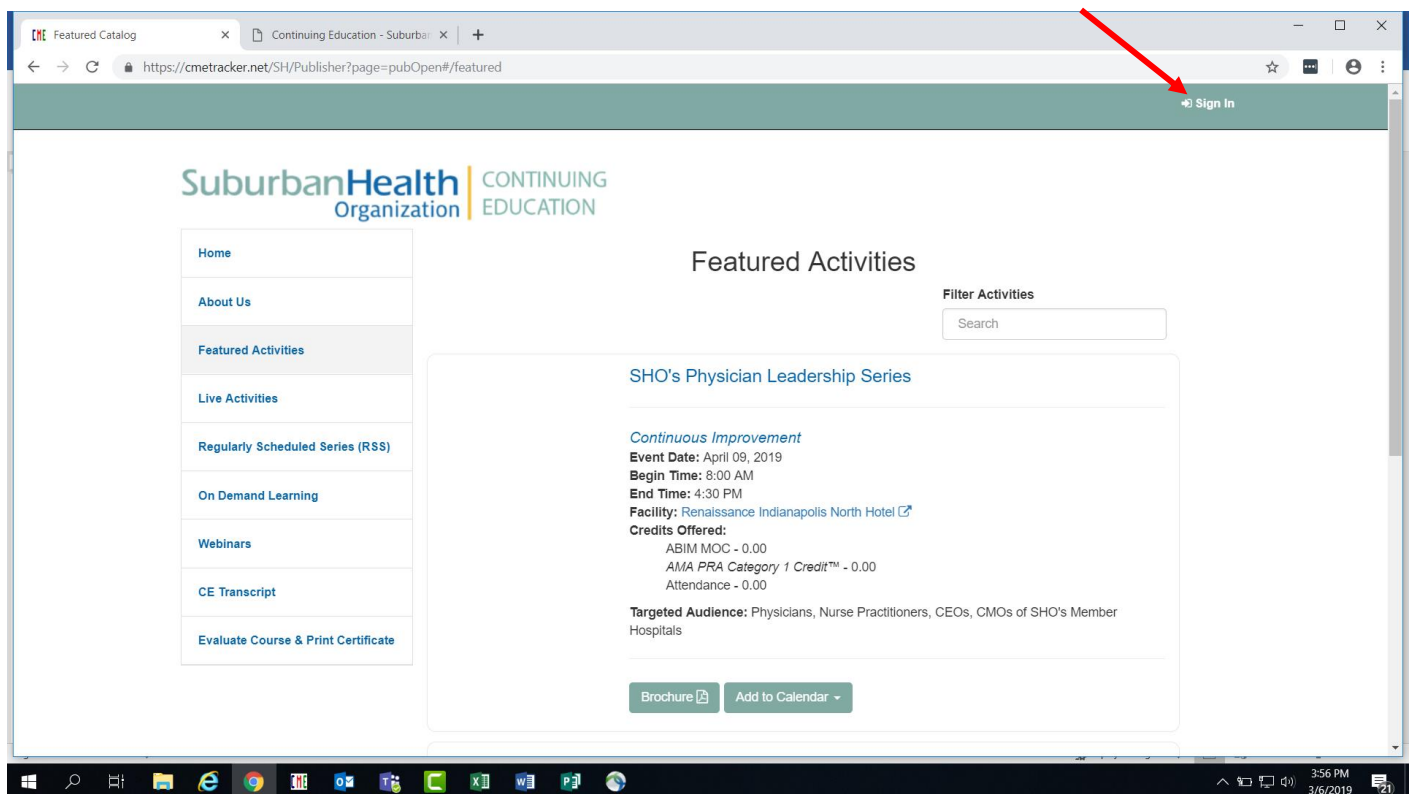 CME Featured Catalog
Continuing Education - Suburban
https://cmetracker.net/SH/Publisher?page=pubOpen#/featured
Sign In
SuburbanHealth
Organization
CONTINUING
EDUCATION
Home
About Us
Featured Activities
Live Activities
Regularly Scheduled Series (RSS)
On Demand Learning
Webinars
CE Transcript
Evaluate Course & Print Certificate
Featured Activities
Filter Activities
Search
SHO's Physician Leadership Series
Continuous Improvement
Event Date: April 09, 2019
Begin Time: 8:00 AM
End Time: 4:30 PM
Facility: Renaissance Indianapolis North Hotel
Credits Offered:
ABIM MOC - 0.00
AMA PRA Category 1 Credit™ - 0.00
Attendance - 0.00
Targeted Audience: Physicians, Nurse Practitioners, CEOs, CMOs of SHO's Member
Hospitals
Brochure
Add to Calendar
CME
3:56 PM
3/6/2019
21